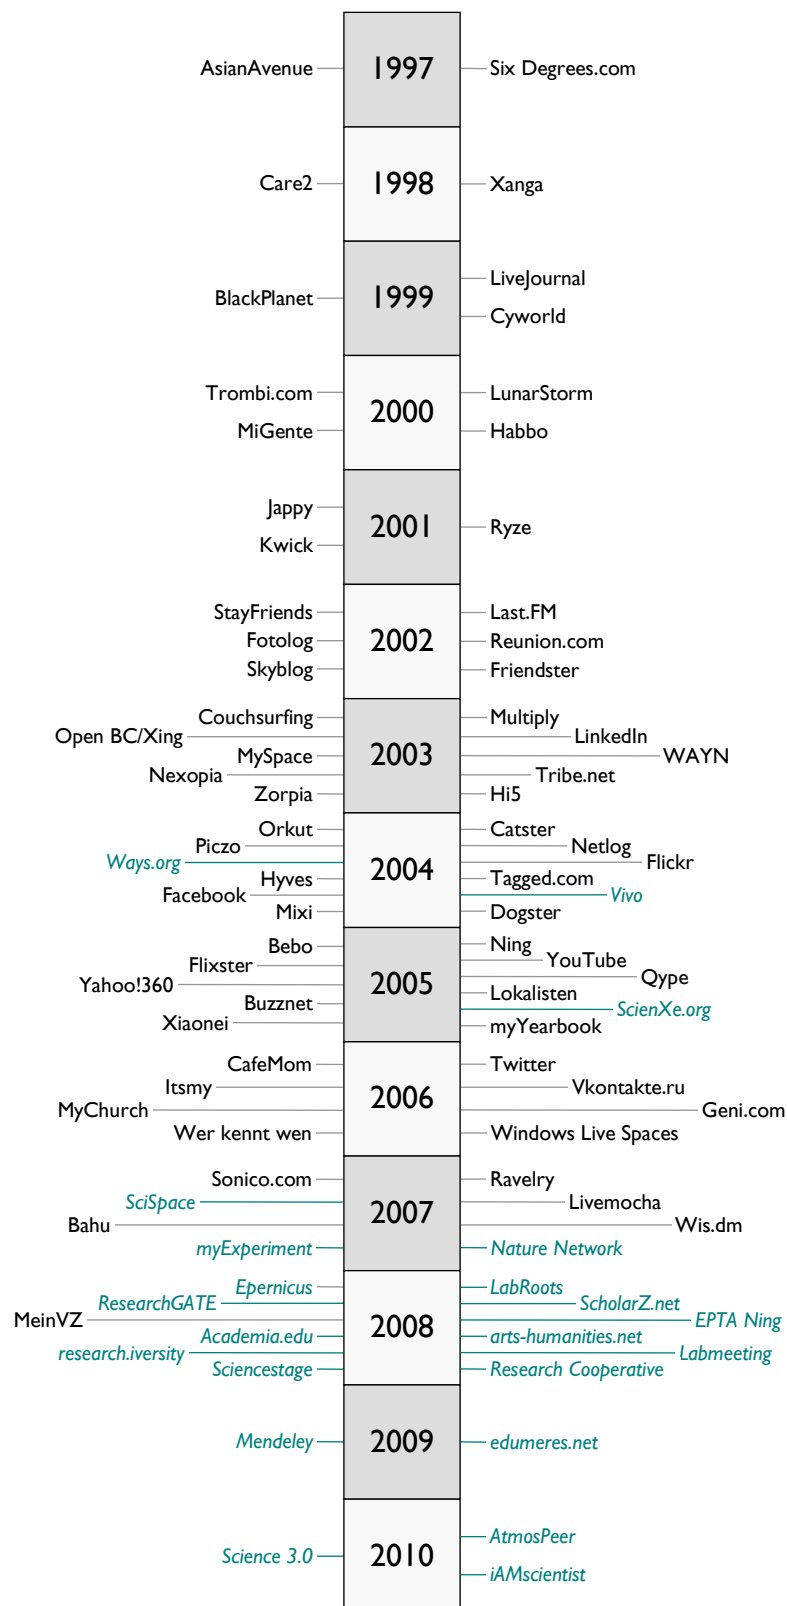 AsianAvenue
1997
Six Degrees.com
Care2
1998
Xanga
BlackPlanet
1999
LiveJournal
Cyworld
Trombi.com
MiGente
2000
LunarStorm
Habbo
Jappy
Kwick
2001
Ryze
StayFriends
Fotolog
Skyblog
2002
Last.FM
Reunion.com
Friendster
Couchsurfing
Open BC/Xing
MySpace
Nexopia
Zorpia
2003
Multiply
LinkedIn
WAYN
Tribe.net
Hi5
Orkut
Piczo
Ways.org
Hyves
Facebook
Mixi
2004
Catster
Netlog
Flickr
Tagged.com
Vivo
Dogster
Bebo
Flixster
Yahoo!360
Buzznet
Xiaonei
2005
Ning
YouTube
Qype
Lokalisten
ScienXe.org
myYearbook
CafeMom
Itsmy
MyChurch
Wer kennt wen
2006
Twitter
Vkontakte.ru
Geni.com
Windows Live Spaces
Sonico.com
SciSpace
Bahu
myExperiment
2007
Ravelry
Livemocha
Wis.dm
Nature Network
Epernicus
ResearchGATE
MeinVZ
Academia.edu
research.iversity
Sciencestage
2008
LabRoots
ScholarZ.net
EPTA Ning
arts-humanities.net
Labmeeting
Research Cooperative
Mendeley
2009
edumeres.net
Science 3.0
2010
AtmosPeer
iAMscientist